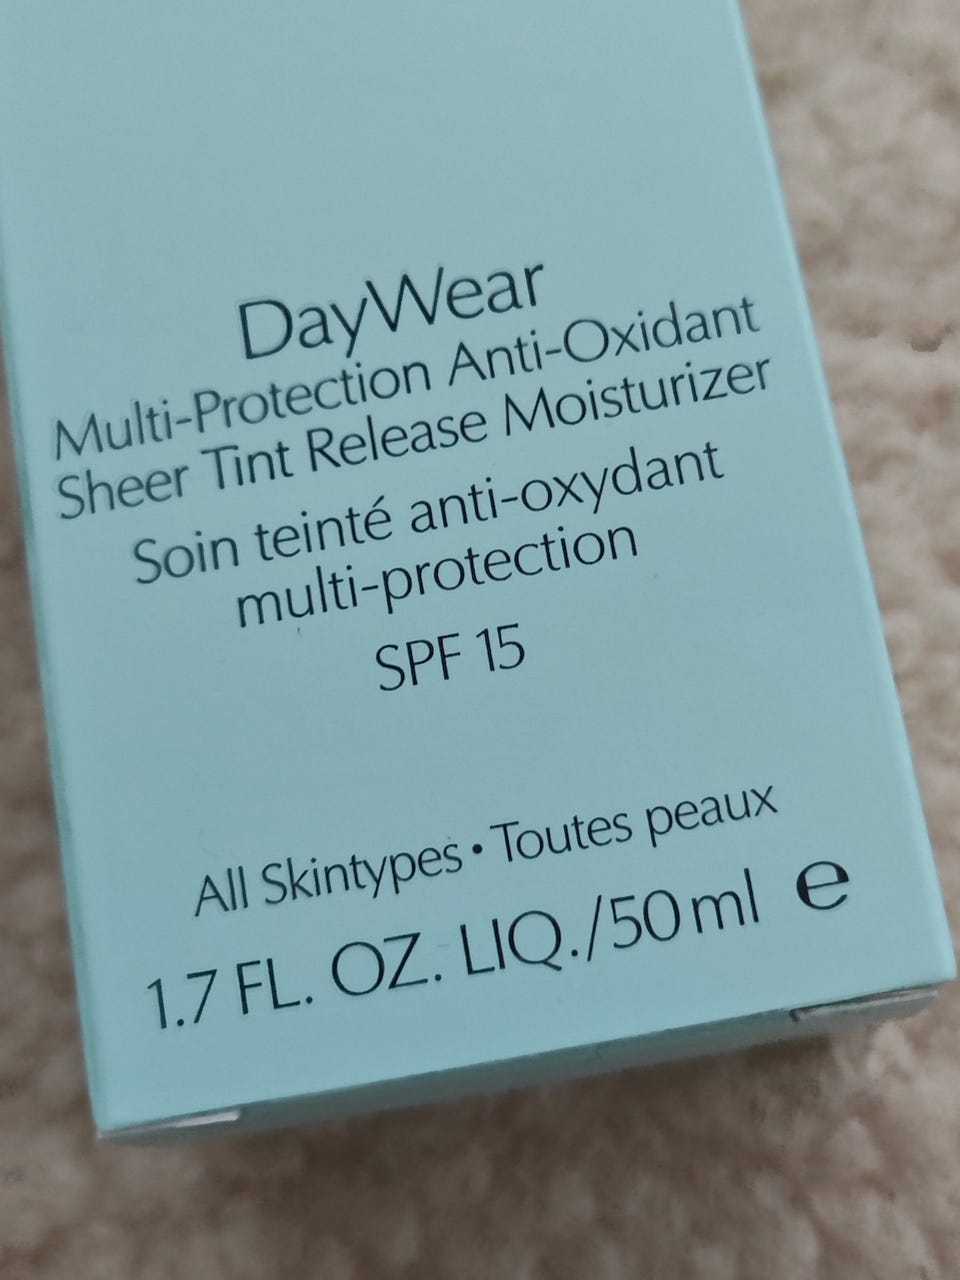 DayWear
Multi-Protection Anti-Oxidant
Sheer Tint Release Moisturizer
Soin teinté anti-oxydant
multi-protection
SPF 15
All Skintypes • Toutes peaux
1.7 FL. OZ. LIQ./50 ml ℮